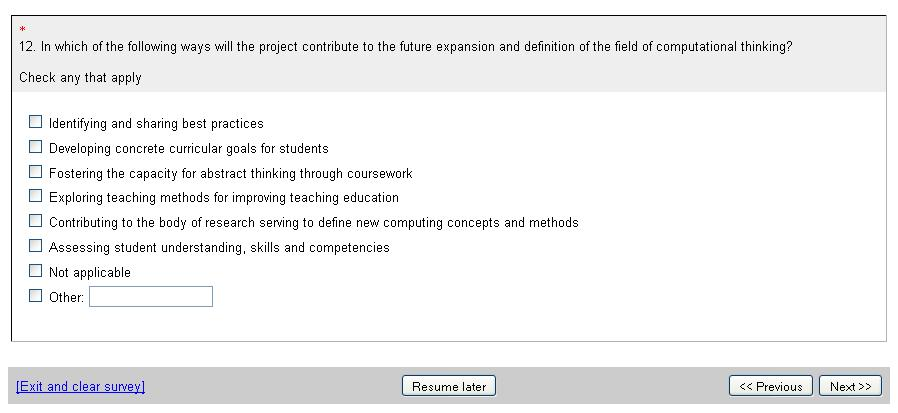 *
12. In which of the following ways will the project contribute to the future expansion and definition of the field of computational thinking?
Check any that apply
Identifying and sharing best practices
Developing concrete curricular goals for students
Fostering the capacity for abstract thinking through coursework
Exploring teaching methods for improving teaching education
Contributing to the body of research serving to define new computing concepts and methods
Assessing student understanding, skills and competencies
Not applicable
Other:
[Exit and clear survey] Resume later << Previous Next >>